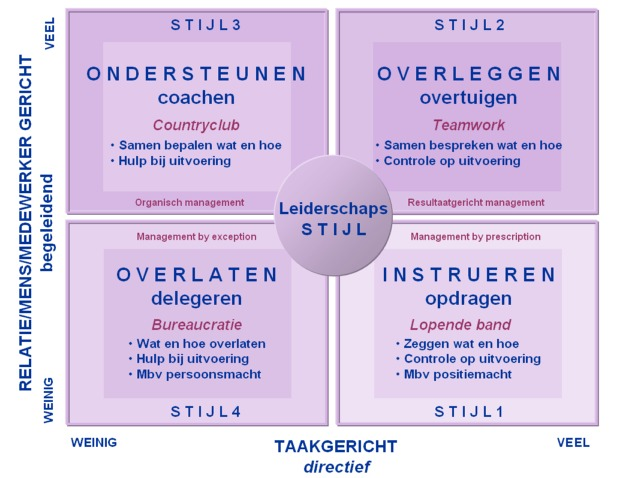 STIJL3
ONDERSTEUNEN
coachen
Countryclub
• Samen bepalen wat en hoe
• Hulp bij uitvoering
Organisch management
STIJL2
OVERLEGGEN
overtuigen
Teamwork
• Samen bespreken wat en hoe
• Controle op uitvoering
Resultaatgericht management
Leiderschaps
STIJL
Management by exception
OVERLATEN
delegeren
Bureaucratie
• Wat en hoe overlaten
• Hulp bij uitvoering
• Mbv persoonsmacht
STIJL4
Management by prescription
INSTRUEREN
opdragen
Lopende band
• Zeggen wat en hoe
• Controle op uitvoering
• Mbv positiemacht
STIJL1
RELATIE/MENS/MEDEWERKER GERICHT
begeleidend
VEEL
WEINIG
WEINIG
TAAKGERICHT
directief
VEEL